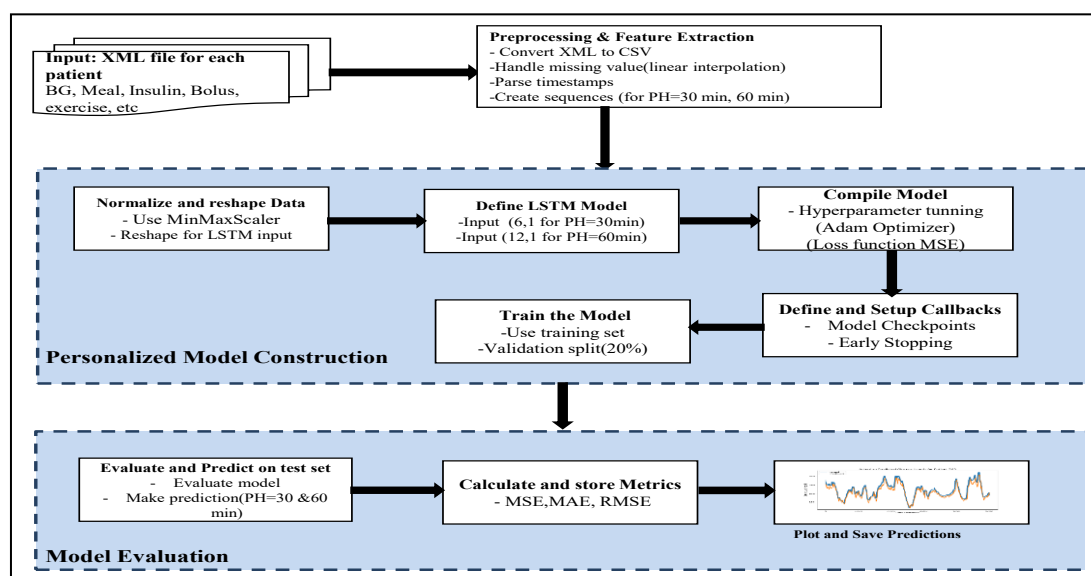 Input: XML file for each
patient
BG, Meal, Insulin, Bolus,
exercise, etc
Preprocessing & Feature Extraction
- Convert XML to CSV
-Handle missing value(linear interpolation)
-Parse timestamps
-Create sequences (for PH=30 min, 60 min)
Normalize and reshape Data
- Use MinMaxScaler
- Reshape for LSTM input
Define LSTM Model
-Input (6,1 for PH=30min)
-Input (12,1 for PH=60min)
Compile Model
- Hyperparameter tunning
(Adam Optimizer)
(Loss function MSE)
Define and Setup Callbacks
- Model Checkpoints
- Early Stopping
Train the Model
-Use training set
-Validation split(20%)
Personalized Model Construction
Evaluate and Predict on test set
- Evaluate model
- Make prediction(PH=30 &60
min)
Calculate and store Metrics
- MSE,MAE, RMSE
Plot and Save Predictions
Model Evaluation